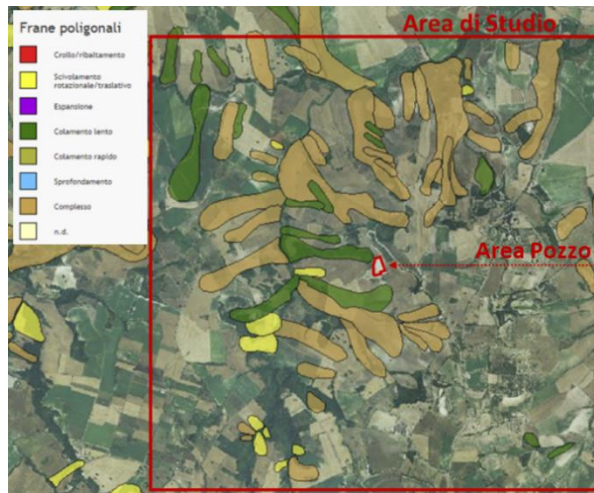 Frane poligonali
Crollo/ribaltamento
Scivolamento
rotazionale/traslativo
Espansione
Colamento lento
Colamento rapido
Sprofondamento
Complesso
n.d.
Area di Studio
Area Pozzo